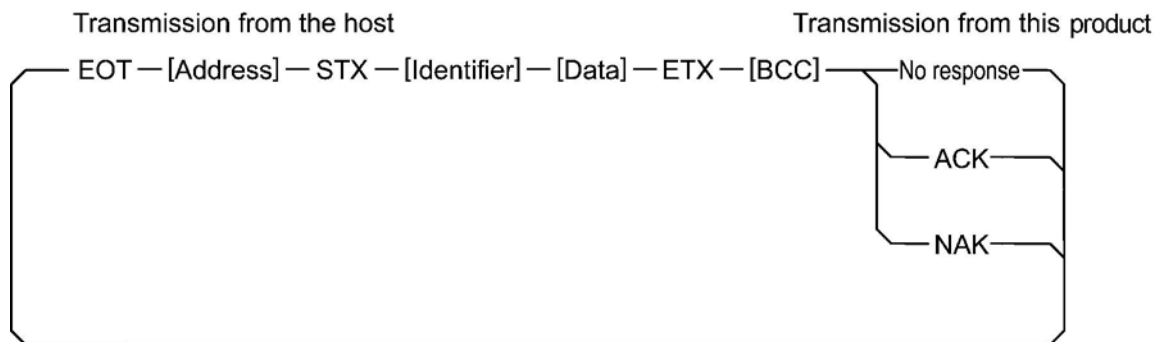 Transmission from the host Transmission from this product
EOT — [Address] — STX — [Identifier] — [Data] — ETX — [BCC] — No response
ACK
NAK